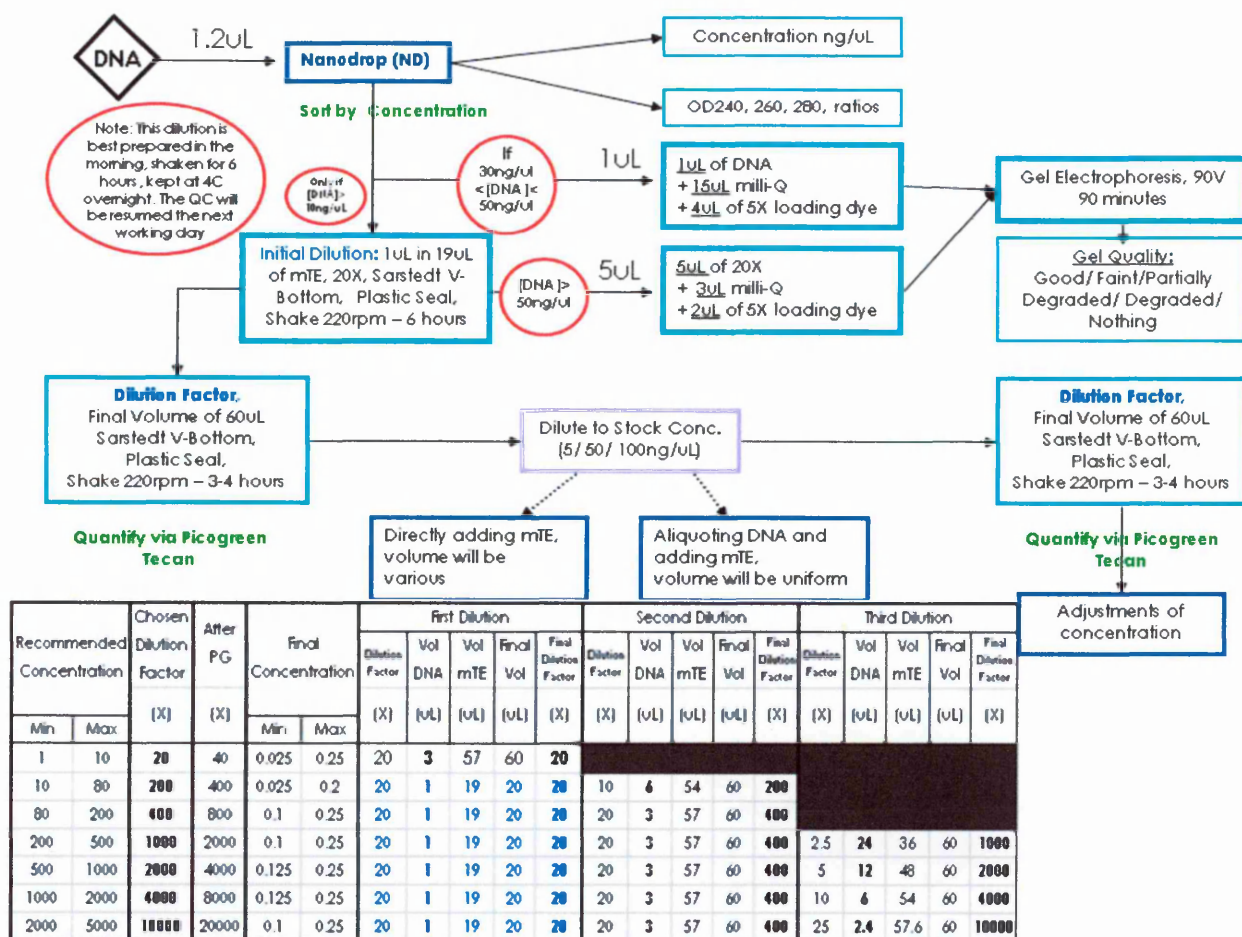 DNA
1.2uL
Nanodrop (ND)
Concentration ng/uL
OD240, 260, 280, ratios
Sort by Concentration
Note: This dilution is
best prepared in the
morning, shaken for 6
hours, kept at 4C
overnight. The QC will
be resumed the next
working day
Only if
[DNA]>
10ng/uL
If
30ng/ul
<[DNA]<
50ng/ul
1uL
1uL of DNA
+ 15uL milli-Q
+ 4uL of 5X loading dye
Gel Electrophoresis, 90V
90 minutes
Gel Quality:
Good/ Faint/Partially
Degraded/ Degraded/
Nothing
Initial Dilution: 1uL in 19uL
of mTE, 20X, Sarstedt V-
Bottom, Plastic Seal,
Shake 220rpm – 6 hours
[DNA]>
50ng/ul
5uL
5uL of 20X
+ 3uL milli-Q
+ 2uL of 5X loading dye
Dilution Factor,
Final Volume of 60uL
Sarstedt V-Bottom,
Plastic Seal,
Shake 220rpm – 3-4 hours
Dilute to Stock Conc.
(5/ 50/ 100ng/uL)
Dilution Factor,
Final Volume of 60uL
Sarstedt V-Bottom,
Plastic Seal,
Shake 220rpm – 3-4 hours
Quantify via Picogreen
Tecan
Directly adding mTE,
volume will be
various
Aliquoting DNA and
adding mTE,
volume will be uniform
Quantify via Picogreen
Tecan
Adjustments of
concentration
First Dilution Second Dilution Third Dilution
Recommended Concentration Chosen Dilution Factor After PG Final Concentration Dilution Factor Vol DNA Vol mTE Final Vol Final Dilution Factor Dilution Factor Vol DNA Vol mTE Final Vol Final Dilution Factor Dilution Factor Vol DNA Vol mTE Final Vol Final Dilution Factor
(X) (X) (X) (uL) (uL) (uL) (X) (X) (uL) (uL) (uL) (X) (X) (uL) (uL) (uL) (X)
Min Max Min Max
1 10 20 40 0.025 0.25 20 3 57 60 20
10 80 200 400 0.025 0.2 20 1 19 20 20 10 6 54 60 200
80 200 400 800 0.1 0.25 20 1 19 20 20 20 3 57 60 400
200 500 1000 2000 0.1 0.25 20 1 19 20 20 20 3 57 60 400 2.5 24 36 60 1000
500 1000 2000 4000 0.125 0.25 20 1 19 20 20 20 3 57 60 400 5 12 48 60 2000
1000 2000 4000 8000 0.125 0.25 20 1 19 20 20 20 3 57 60 400 10 6 54 60 4000
2000 5000 10000 20000 0.1 0.25 20 1 19 20 20 20 3 57 60 400 25 2.4 57.6 60 10000